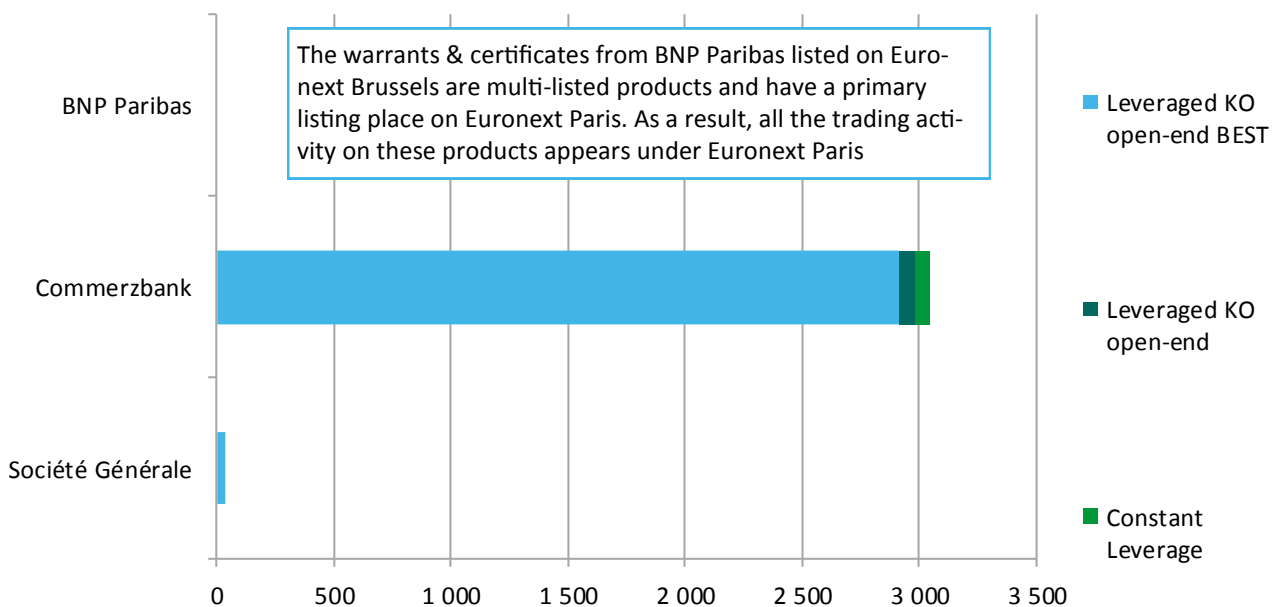 The warrants & certificates from BNP Paribas listed on Euro-
next Brussels are multi-listed products and have a primary
listing place on Euronext Paris. As a result, all the trading acti-
vity on these products appears under Euronext Paris
BNP Paribas
Commerzbank
Société Générale
0 500 1 000 1 500 2 000 2 500 3 000 3 500
Leveraged KO
open-end BEST
Leveraged KO
open-end
Constant
Leverage